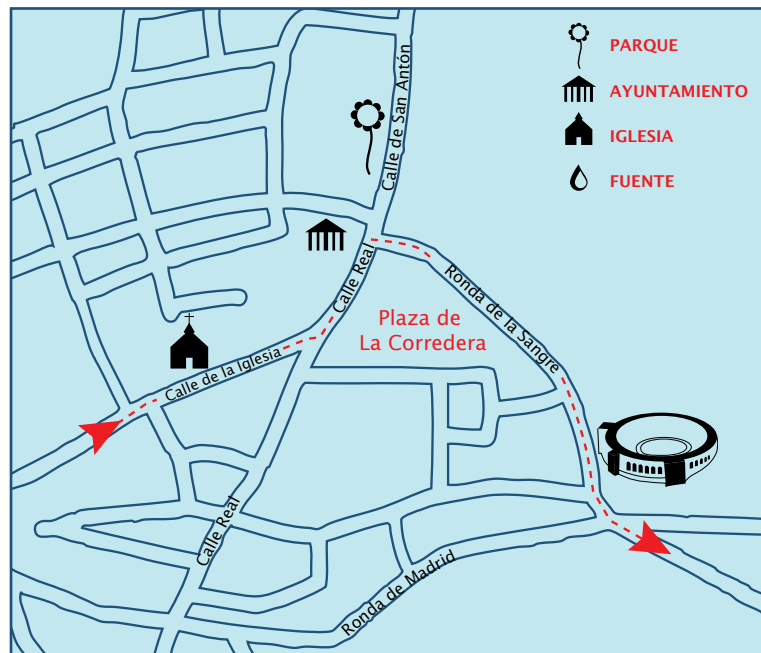 PARQUE
AYUNTAMIENTO
IGLESIA
FUENTE
Calle de San Antón
Calle Real
Ronda de la Sangre
Plaza de
La Corredera
Calle de la Iglesia
Calle Real
Ronda de Madrid